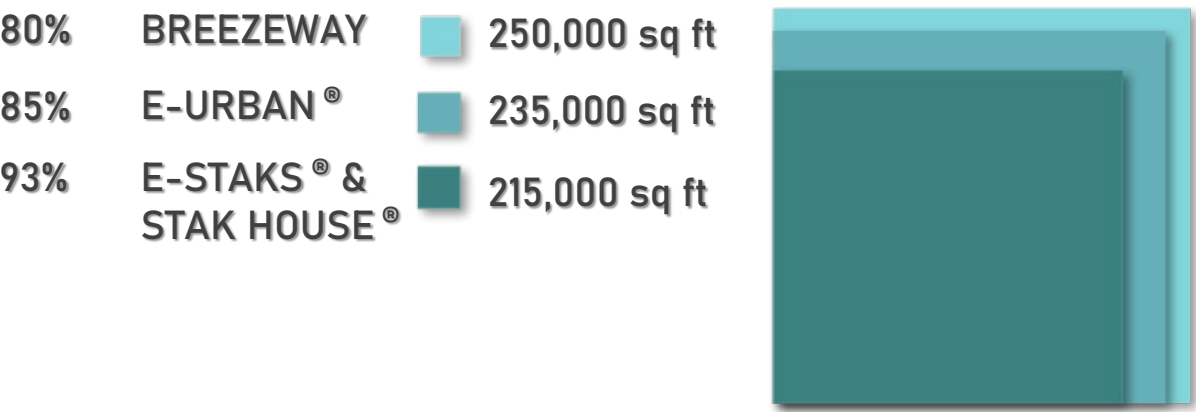 80% BREEZEWAY 250,000 sq ft
85% E-URBAN® 235,000 sq ft
93% E-STAKS® & 215,000 sq ft
STAK HOUSE®